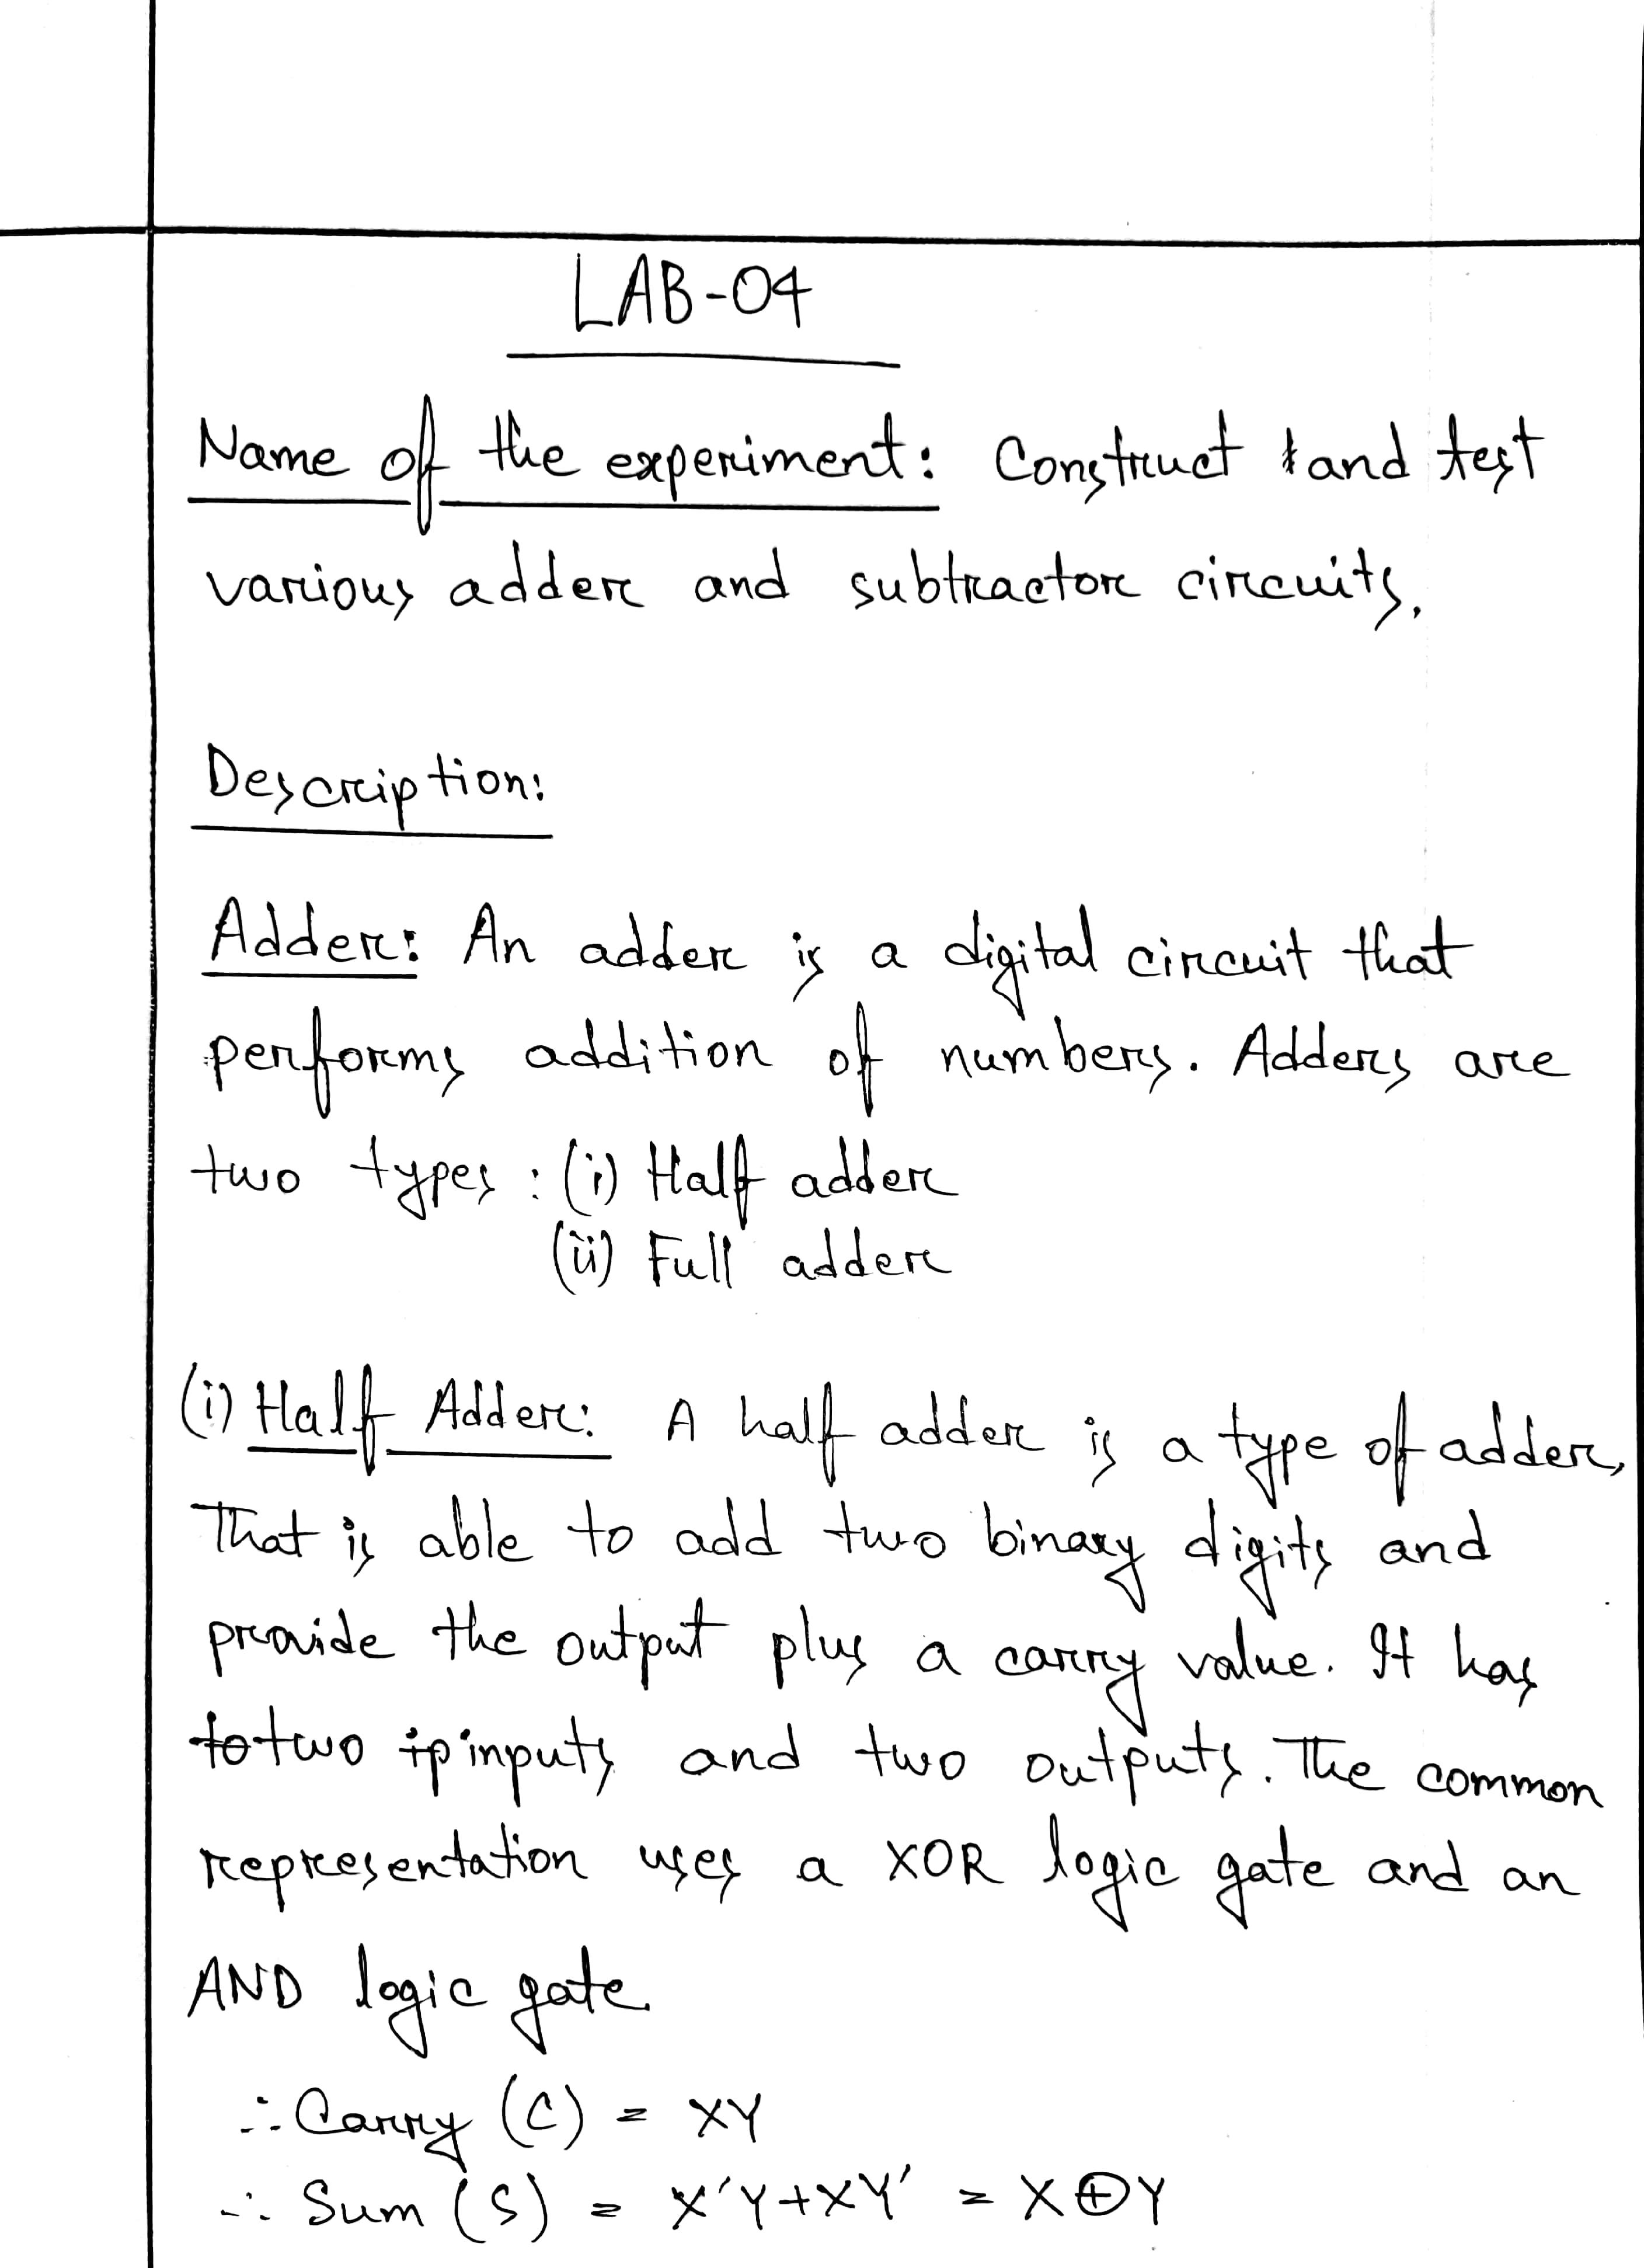 LAB-04
Name of the experiment: Construct and test
various adder and subtractor circuits.
Description:
Adder: An adder is a digital circuit that
performs addition of numbers. Adders are
two types : (i) Half adder
(ii) Full adder
(i) Half Adder: A half adder is a type of adder,
That is able to add two binary digits and
provide the output plus a carry value. It has
two inputs and two outputs. The common
representation uses a XOR logic gate and an
AND logic gate.
∴ Carry (C) = XY
∴ Sum (S) = X'Y+XY' = X⊕Y